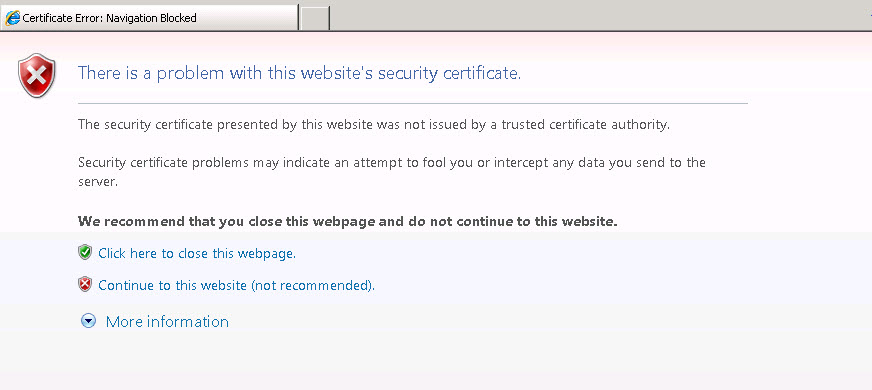 Certificate Error: Navigation Blocked
There is a problem with this website's security certificate.
The security certificate presented by this website was not issued by a trusted certificate authority.
Security certificate problems may indicate an attempt to fool you or intercept any data you send to the
server.
We recommend that you close this webpage and do not continue to this website.
Click here to close this webpage.
Continue to this website (not recommended).
More information